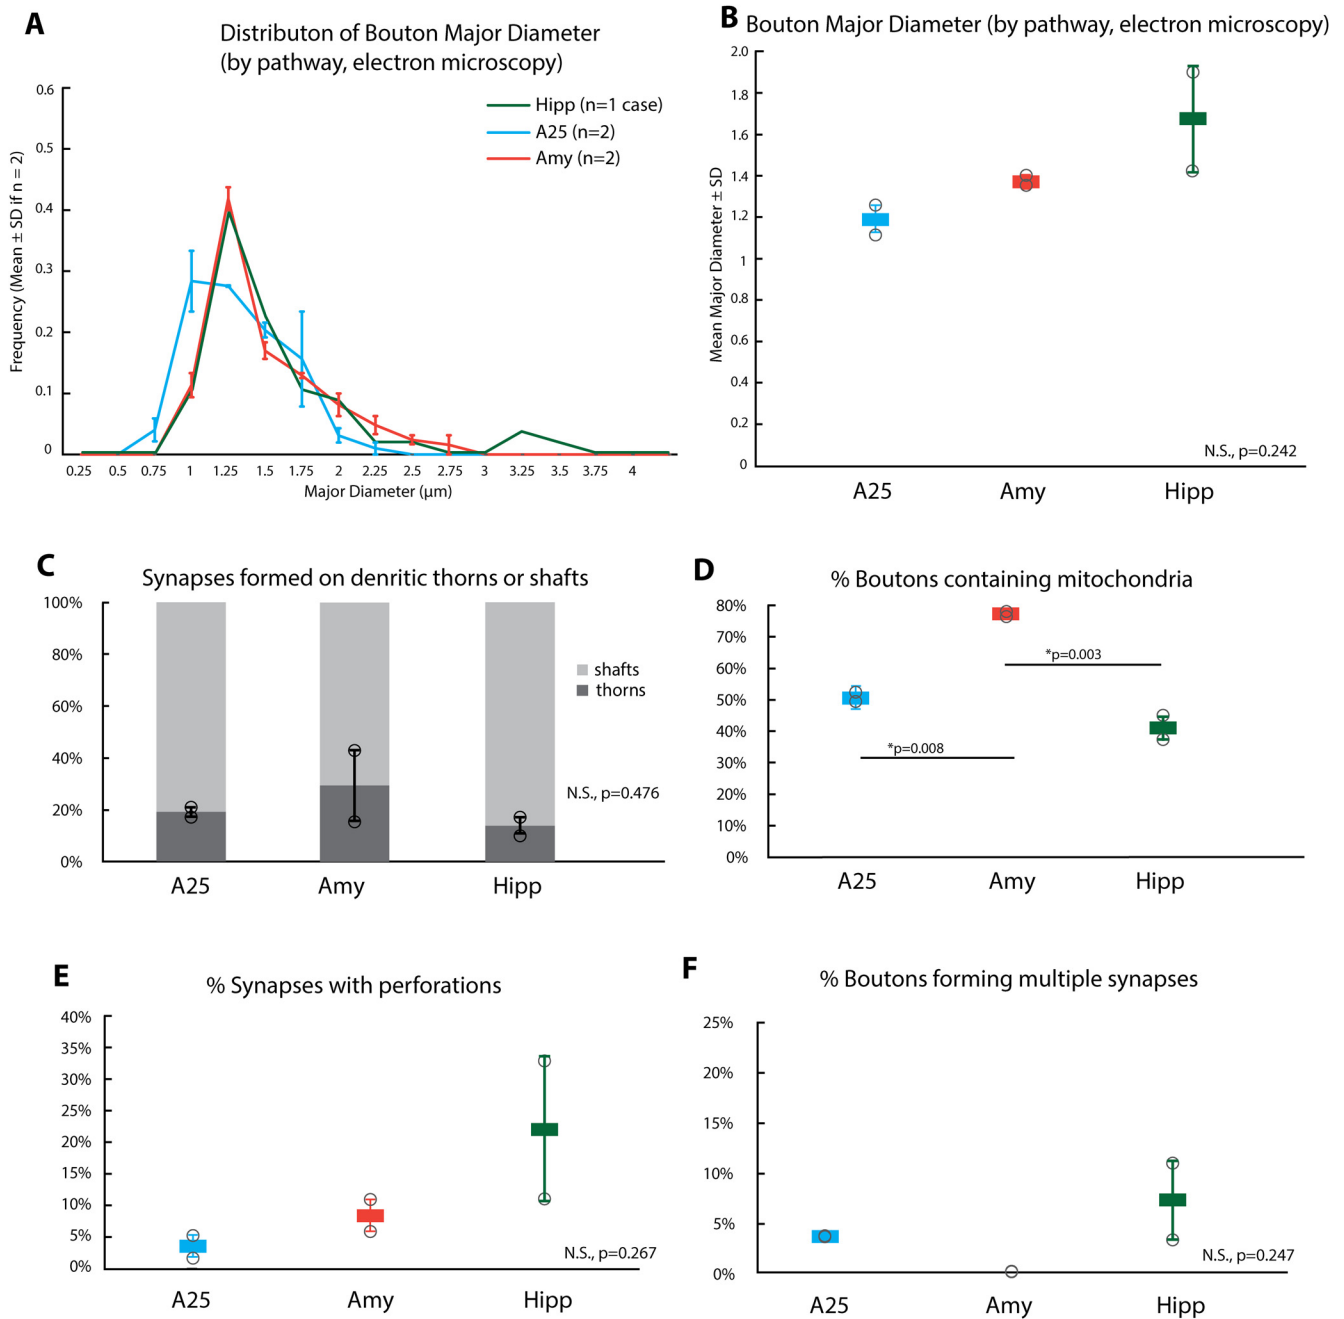 A
Distributon of Bouton Major Diameter
(by pathway, electron microscopy)
Frequency (Mean ± SD if n = 2)
0.6
0.5
0.4
0.3
0.2
0.1
0
Hipp (n=1 case)
A25 (n=2)
Amy (n=2)
0.25 0.5 0.75 1 1.25 1.5 1.75 2 2.25 2.5 2.75 3 3.25 3.5 3.75 4.
Major Diameter (μm)
B
Bouton Major Diameter (by pathway, electron microscopy)
Mean Major Diameter ± SD
2.0
1.8
1.6
1.4
1.2
1
0.8
0.6
0.4
0.2
0
N.S., p=0.242
A25 Amy Hipp
C
Synapses formed on denritic thorns or shafts
100%
80%
60%
40%
20%
0%
shafts
thorns
N.S., p=0.476
A25 Amy Hipp
D
% Boutons containing mitochondria
80%
70%
60%
50%
40%
30%
20%
10%
0%
*p=0.003
*p=0.008
A25 Amy Hipp
E
% Synapses with perforations
40%
35%
30%
25%
20%
15%
10%
5%
0%
N.S., p=0.267
A25 Amy Hipp
F
% Boutons forming multiple synapses
25%
20%
15%
10%
5%
0%
N.S., p=0.247
A25 Amy Hipp